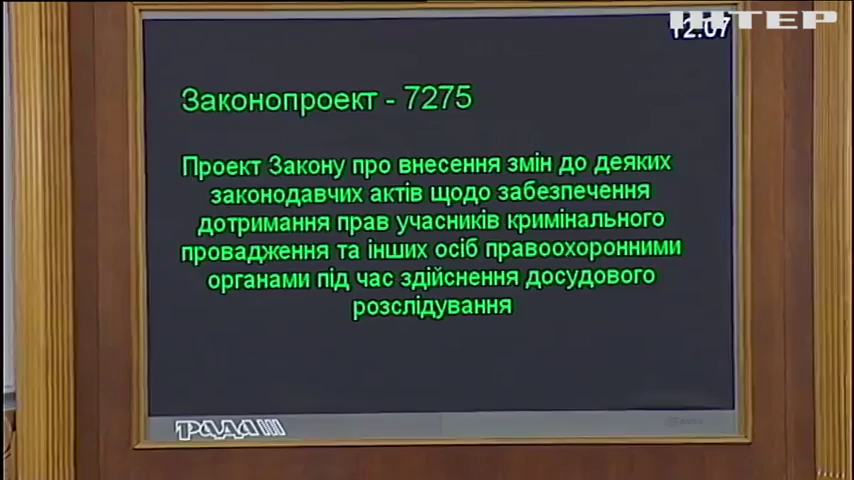 ІНТЕР
12:07
Законопроект - 7275
Проект Закону про внесення змін до деяких
законодавчих актів щодо забезпечення
дотримання прав учасників кримінального
провадження та інших осіб правоохоронними
органами під час здійснення досудового
розслідування
РАДА